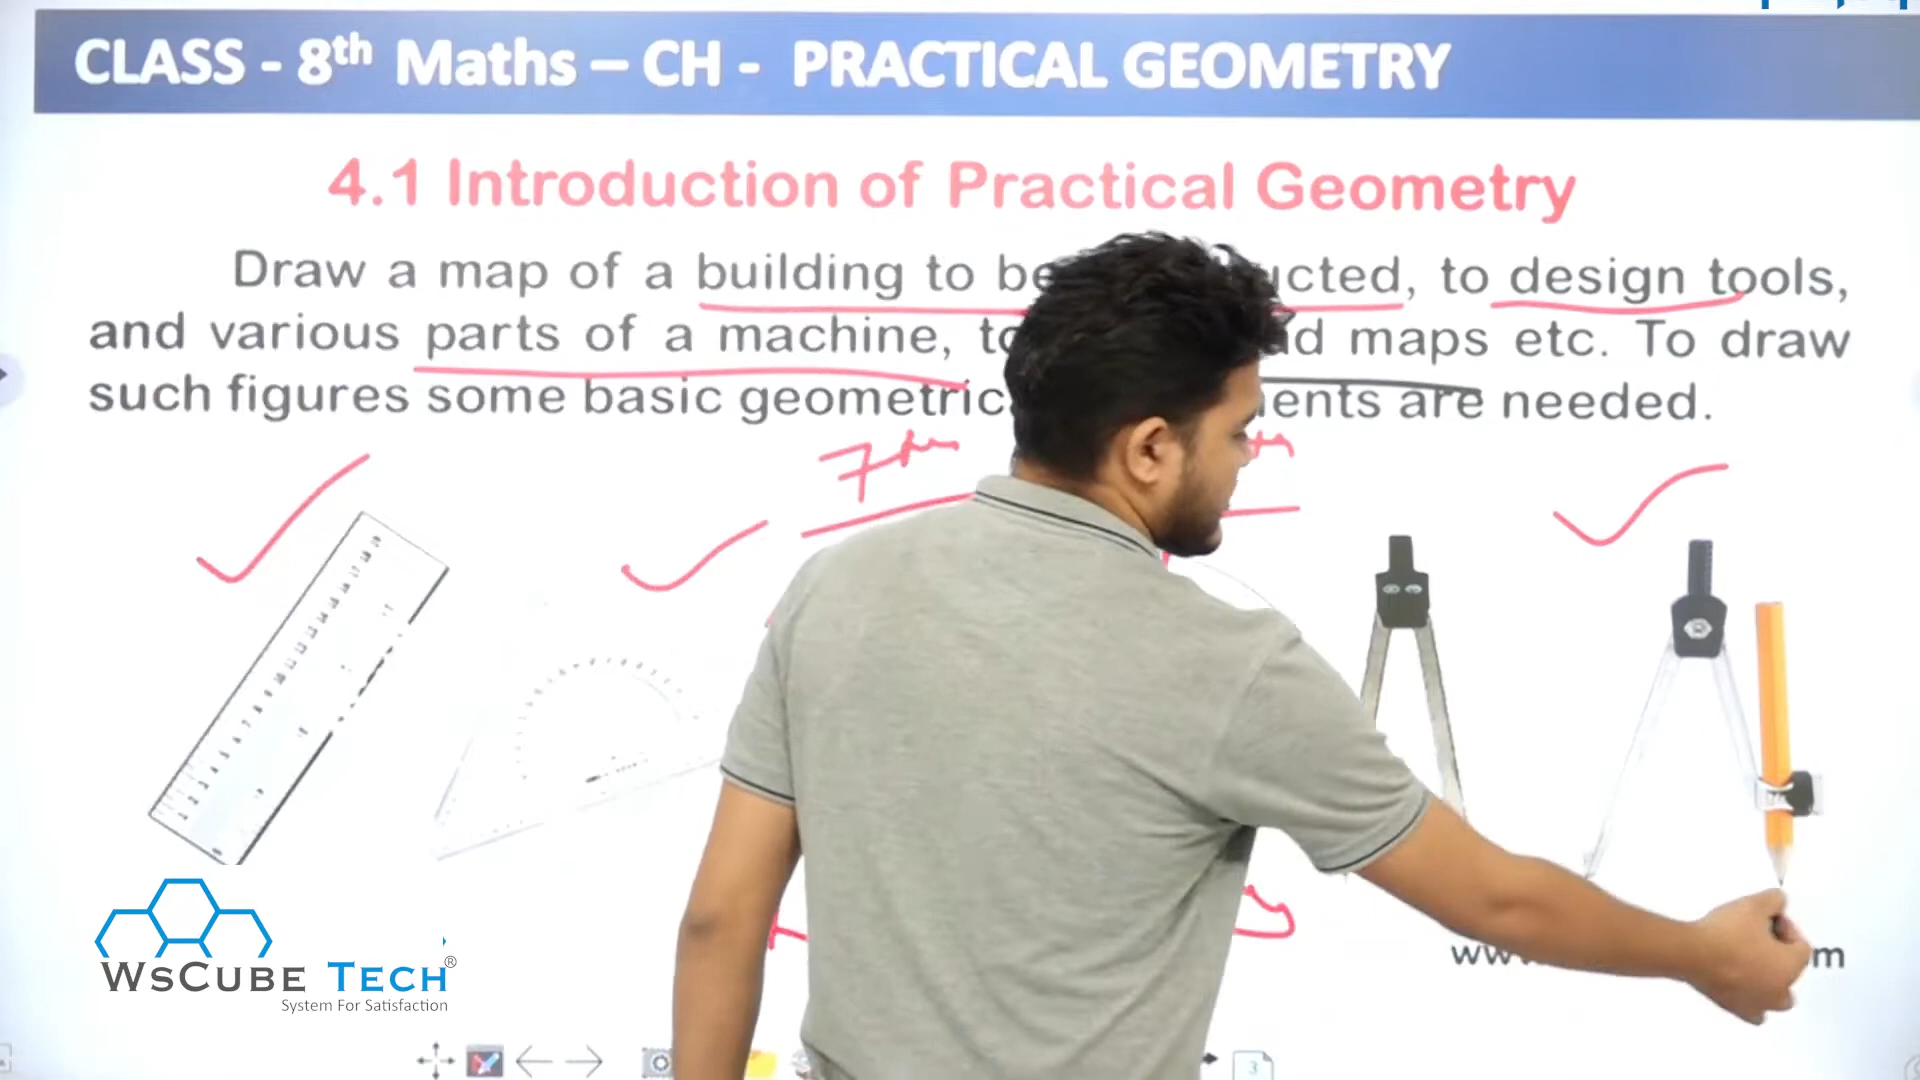 CLASS - 8th Maths – CH - PRACTICAL GEOMETRY
4.1 Introduction of Practical Geometry
Draw a map of a building to be ucted, to design tools,
and various parts of a machine, to d maps etc. To draw
such figures some basic geometric ents are needed.
7th
WSCUBE TECH®
System For Satisfaction
3